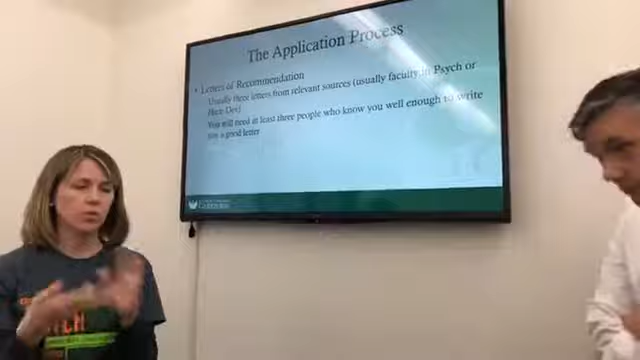 The Application Process
• Letters of Recommendation
Usually three letters from relevant sources (usually faculty in Psych or
Hum Dev)
You will need at least three people who know you well enough to write
you a good letter